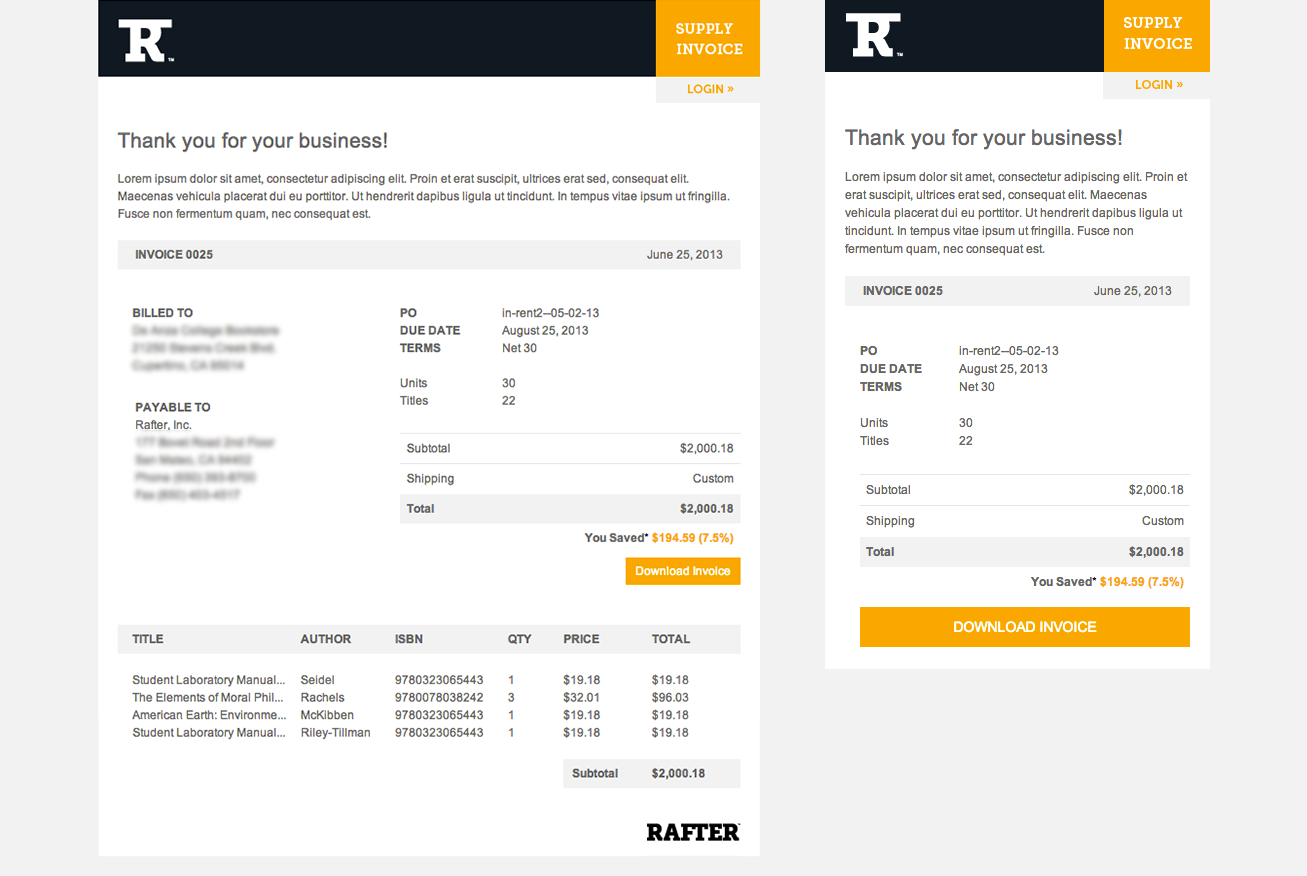 R™
SUPPLY
INVOICE
LOGIN »
Thank you for your business!
Lorem ipsum dolor sit amet, consectetur adipiscing elit. Proin et erat suscipit, ultrices erat sed, consequat elit.
Maecenas vehicula placerat dui eu porttitor. Ut hendrerit dapibus ligula ut tincidunt. In tempus vitae ipsum ut fringilla.
Fusce non fermentum quam, nec consequat est.
INVOICE 0025 June 25, 2013
BILLED TO
PAYABLE TO
Rafter, Inc.
PO in-rent2--05-02-13
DUE DATE August 25, 2013
TERMS Net 30
Units 30
Titles 22
Subtotal $2,000.18
Shipping Custom
Total $2,000.18
You Saved* $194.59 (7.5%)
Download Invoice
TITLE AUTHOR ISBN QTY PRICE TOTAL
Student Laboratory Manual... Seidel 9780323065443 1 $19.18 $19.18
The Elements of Moral Phil... Rachels 9780078038242 3 $32.01 $96.03
American Earth: Environme... McKibben 9780323065443 1 $19.18 $19.18
Student Laboratory Manual... Riley-Tillman 9780323065443 1 $19.18 $19.18
Subtotal $2,000.18
RAFTER
R™
SUPPLY
INVOICE
LOGIN »
Thank you for your business!
Lorem ipsum dolor sit amet, consectetur adipiscing elit. Proin et
erat suscipit, ultrices erat sed, consequat elit. Maecenas
vehicula placerat dui eu porttitor. Ut hendrerit dapibus ligula ut
tincidunt. In tempus vitae ipsum ut fringilla. Fusce non
fermentum quam, nec consequat est.
INVOICE 0025 June 25, 2013
PO in-rent2--05-02-13
DUE DATE August 25, 2013
TERMS Net 30
Units 30
Titles 22
Subtotal $2,000.18
Shipping Custom
Total $2,000.18
You Saved* $194.59 (7.5%)
DOWNLOAD INVOICE